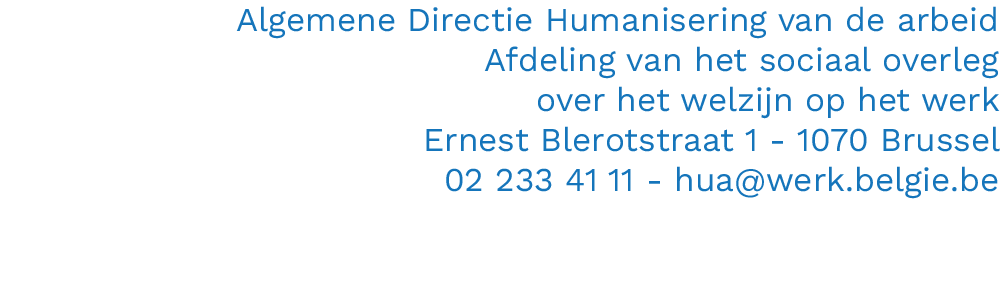 Algemene Directie Humanisering van de arbeid
Afdeling van het sociaal overleg
over het welzijn op het werk
Ernest Blerotstraat 1 - 1070 Brussel
02 233 41 11 - hua@werk.belgie.be